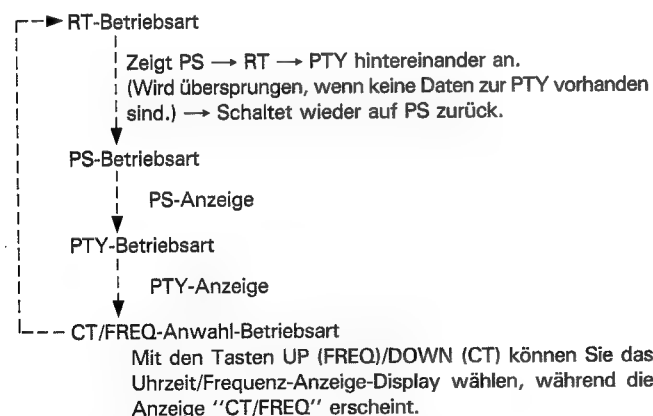 RT-Betriebsart
Zeigt PS → RT → PTY hintereinander an.
(Wird übersprungen, wenn keine Daten zur PTY vorhanden
sind.) → Schaltet wieder auf PS zurück.
PS-Betriebsart
PS-Anzeige
PTY-Betriebsart
PTY-Anzeige
CT/FREQ-Anwahl-Betriebsart
Mit den Tasten UP (FREQ)/DOWN (CT) können Sie das
Uhrzeit/Frequenz-Anzeige-Display wählen, während die
Anzeige ''CT/FREQ'' erscheint.